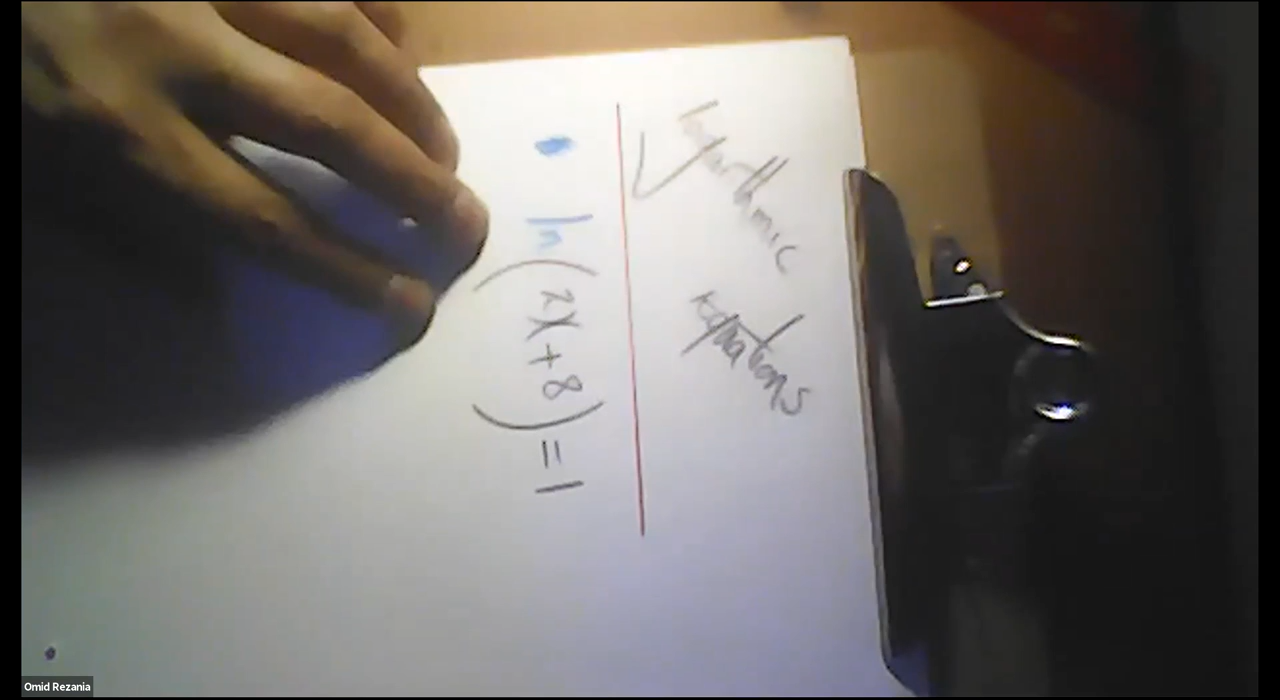 Logarithmic Equations
• ln(2x+8)=1
Omid Rezania